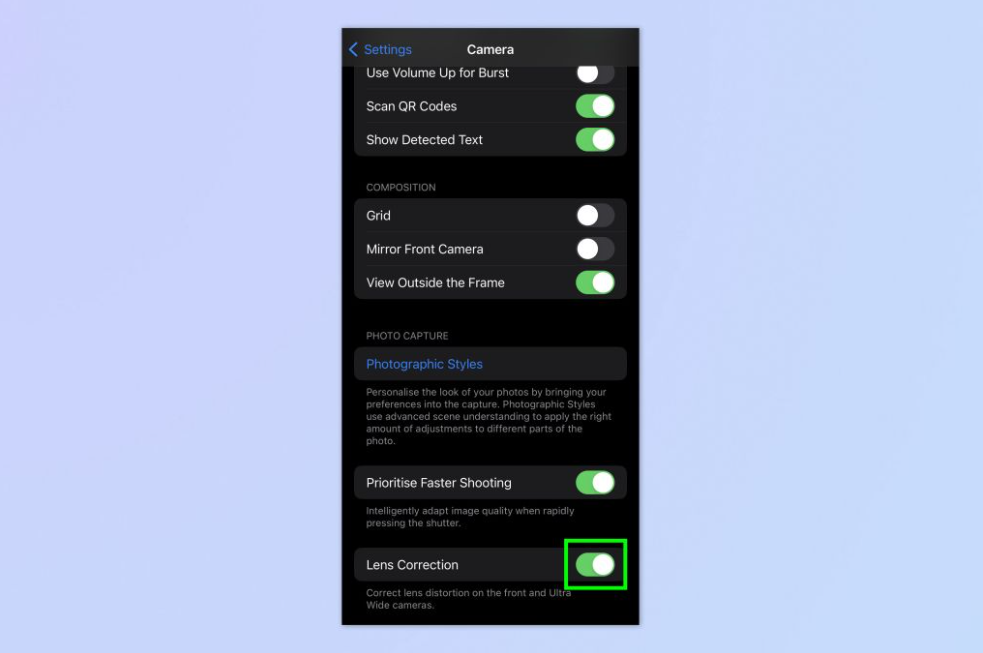 Settings
Camera
Use Volume Up for Burst
Scan QR Codes
Show Detected Text
COMPOSITION
Grid
Mirror Front Camera
View Outside the Frame
PHOTO CAPTURE
Photographic Styles
Personalise the look of your photos by bringing your
preferences into the capture. Photographic Styles
use advanced scene understanding to apply the right
amount of adjustments to different parts of the
photo.
Prioritise Faster Shooting
Intelligently adapt image quality when rapidly
pressing the shutter.
Lens Correction
Correct lens distortion on the front and Ultra
Wide cameras.